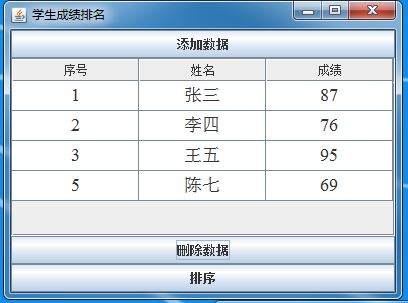 学生成绩排名
添加数据
序号 姓名 成绩
1 张三 87
2 李四 76
3 王五 95
5 陈七 69
删除数据
排序